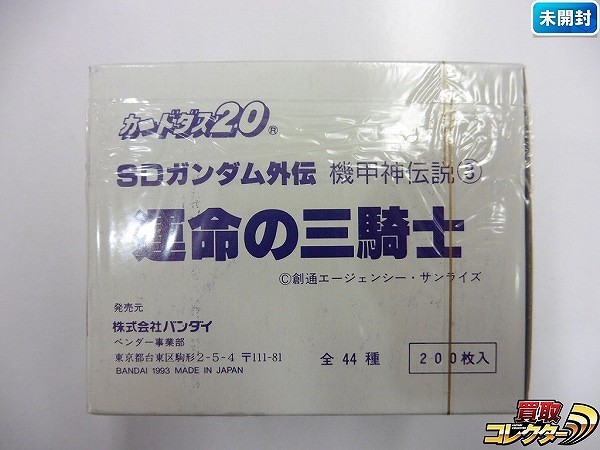 未開封
カードダス20®
SDガンダム外伝 機甲神伝説③
運命の三騎士
©創通エージェンシー・サンライズ
発売元
株式会社バンダイ
ベンダー事業部
東京都台東区駒形2-5-4 〒111-81
BANDAI 1993 MADE IN JAPAN
全44種
200枚入
買取
コレクター